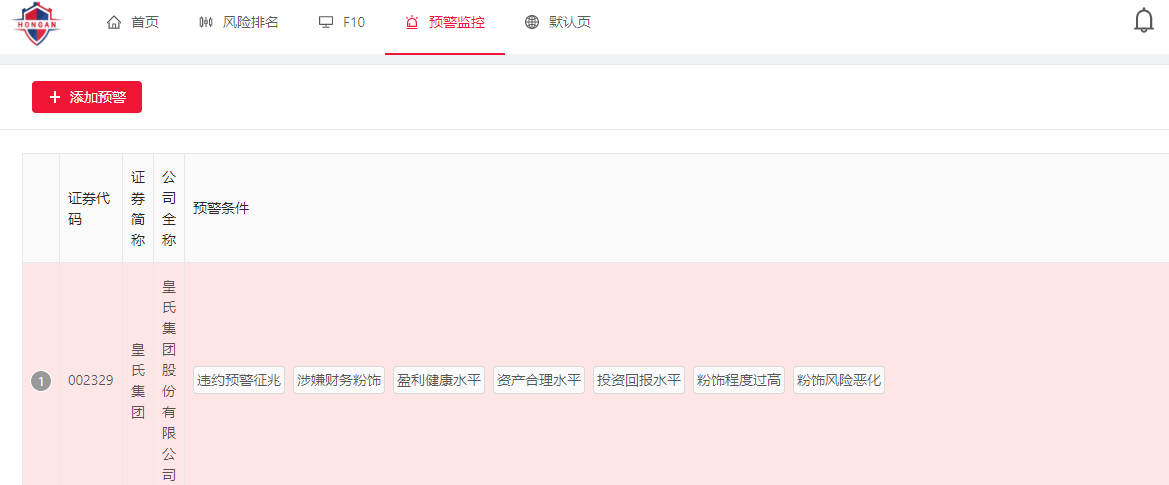 HONGAN
首页
风险排名
F10
预警监控
默认页
添加预警
证券代
码
证
券
简
称
公
司
全
称
预警条件
1
002329
皇
氏
集
团
皇
氏
集
团
股
份
有
限
公
司
违约预警征兆
涉嫌财务粉饰
盈利健康水平
资产合理水平
投资回报水平
粉饰程度过高
粉饰风险恶化